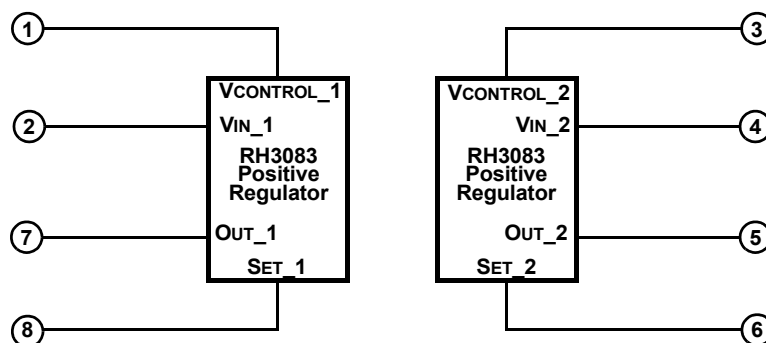 1
3
VCONTROL_1
VCONTROL_2
2
VIN_1
VIN_2
4
RH3083
Positive
Regulator
RH3083
Positive
Regulator
7
OUT_1
OUT_2
5
SET_1
SET_2
8
6